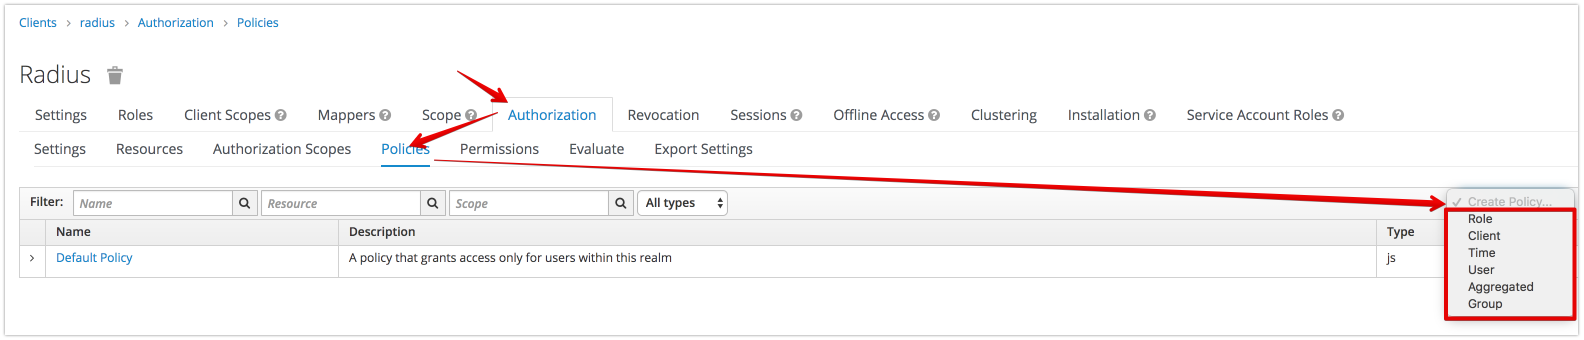 Clients > radius > Authorization > Policies
Radius
Settings Roles Client Scopes ? Mappers ? Scope ? Authorization Revocation Sessions ? Offline Access ? Clustering Installation ? Service Account Roles ?
Settings Resources Authorization Scopes Policies Permissions Evaluate Export Settings
Filter: Name Resource Scope All types ✓ Create Policy...
Role
Client
Time
User
Aggregated
Group
Name Description Type
> Default Policy A policy that grants access only for users within this realm js